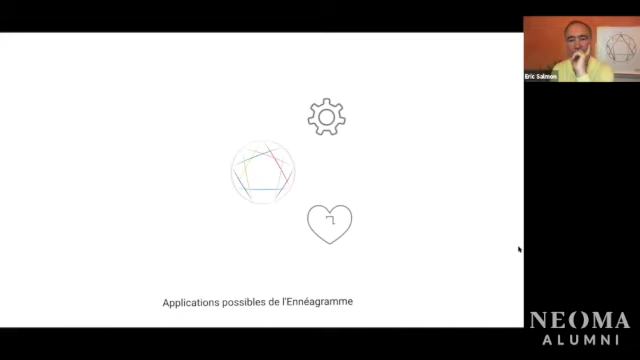 Eric Salmon
Applications possibles de l'Ennéagramme
NEOMA
ALUMNI